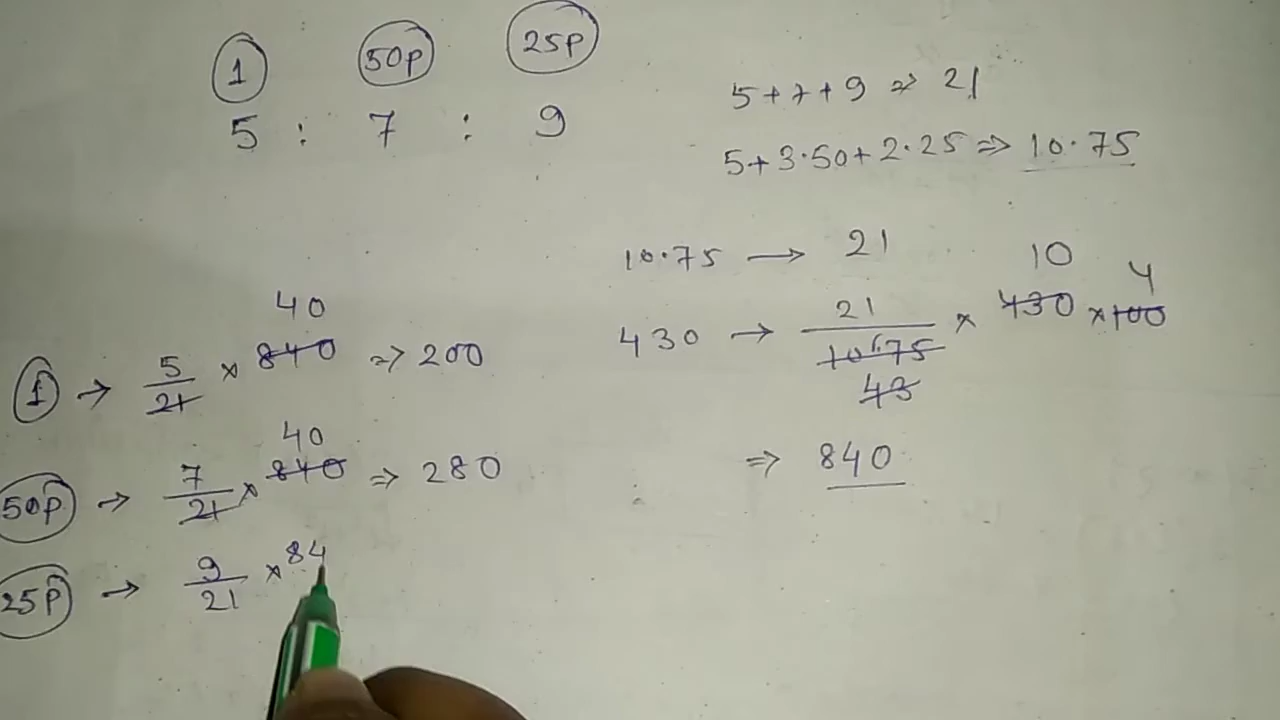 1 50P 25P
5 : 7 : 9
5+7+9 ⇒ 21
5+3.50+2.25 ⇒ 10.75
10.75 → 21
10 4
430 → 21/10.75 × 430 × 100
43
⇒ 840
40
1 → 5/21 × 840 ⇒ 200
40
50P → 7/21 × 840 ⇒ 280
25P → 9/21 × 84